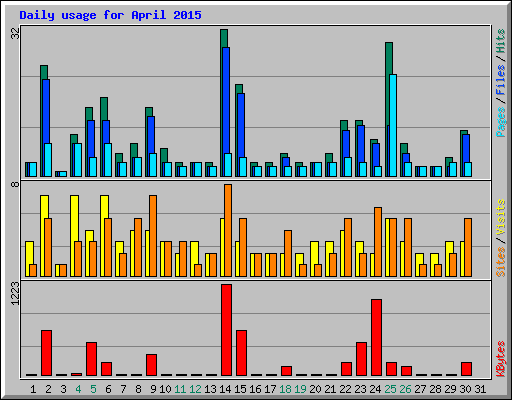 Daily usage for April 2015
32
Pages / Files / Hits
8
Sites / Visits
1223
KBytes
1 2 3 4 5 6 7 8 9 10 11 12 13 14 15 16 17 18 19 20 21 22 23 24 25 26 27 28 29 30 31